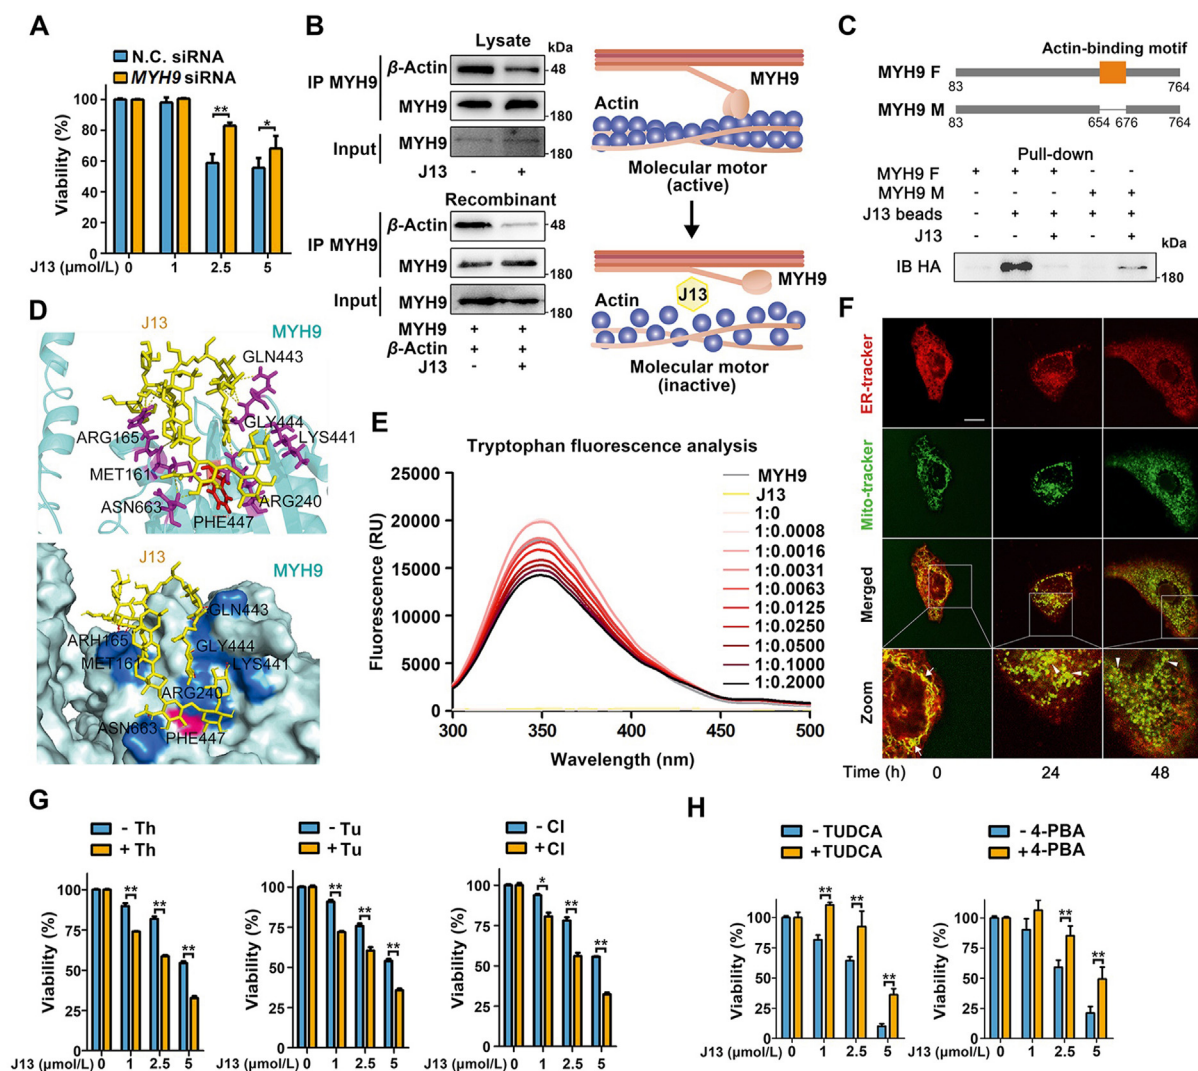 A
N.C. siRNA
MYH9 siRNA
Viability (%)
100
80
60
40
20
0
**
*
J13 (μmol/L) 0 1 2.5 5
B
Lysate
kDa
IP MYH9
β-Actin
48
MYH9
180
Input
MYH9
180
J13 - +
Recombinant
IP MYH9
β-Actin
48
MYH9
180
Input
MYH9
180
MYH9 + +
β-Actin + +
J13 - +
MYH9
Actin
Molecular motor
(active)
MYH9
J13
Actin
Molecular motor
(inactive)
C
Actin-binding motif
MYH9 F
83 764
MYH9 M
83 654 676 764
Pull-down
MYH9 F + + + - -
MYH9 M - - - + +
J13 beads - + + + +
J13 - - + - +
kDa
IB HA
180
D
J13
MYH9
GLN443
GLY444
ARG165
LYS441
MET161
ARG240
ASN663
PHE447
J13
MYH9
GLN443
ARH165
GLY444
MET161
LYS441
ARG240
ASN663
PHE447
E
Tryptophan fluorescence analysis
Fluorescence (RU)
25000
20000
15000
10000
5000
0
300 350 400 450 500
Wavelength (nm)
MYH9
J13
1:0
1:0.0008
1:0.0016
1:0.0031
1:0.0063
1:0.0125
1:0.0250
1:0.0500
1:0.1000
1:0.2000
F
ER-tracker
Mito-tracker
Merged
Zoom
Time (h) 0 24 48
G
- Th
+ Th
Viability (%)
100
75
50
25
0
**
**
**
J13 (μmol/L) 0 1 2.5 5
- Tu
+ Tu
Viability (%)
100
75
50
25
0
**
**
**
0 1 2.5 5
- Cl
+ Cl
Viability (%)
100
75
50
25
0
*
**
**
J13 (μmol/L) 0 1 2.5 5
H
- TUDCA
+ TUDCA
Viability (%)
100
75
50
25
0
**
**
**
J13 (μmol/L) 0 1 2.5 5
- 4-PBA
+ 4-PBA
Viability (%)
100
75
50
25
0
**
**
J13 (μmol/L) 0 1 2.5 5